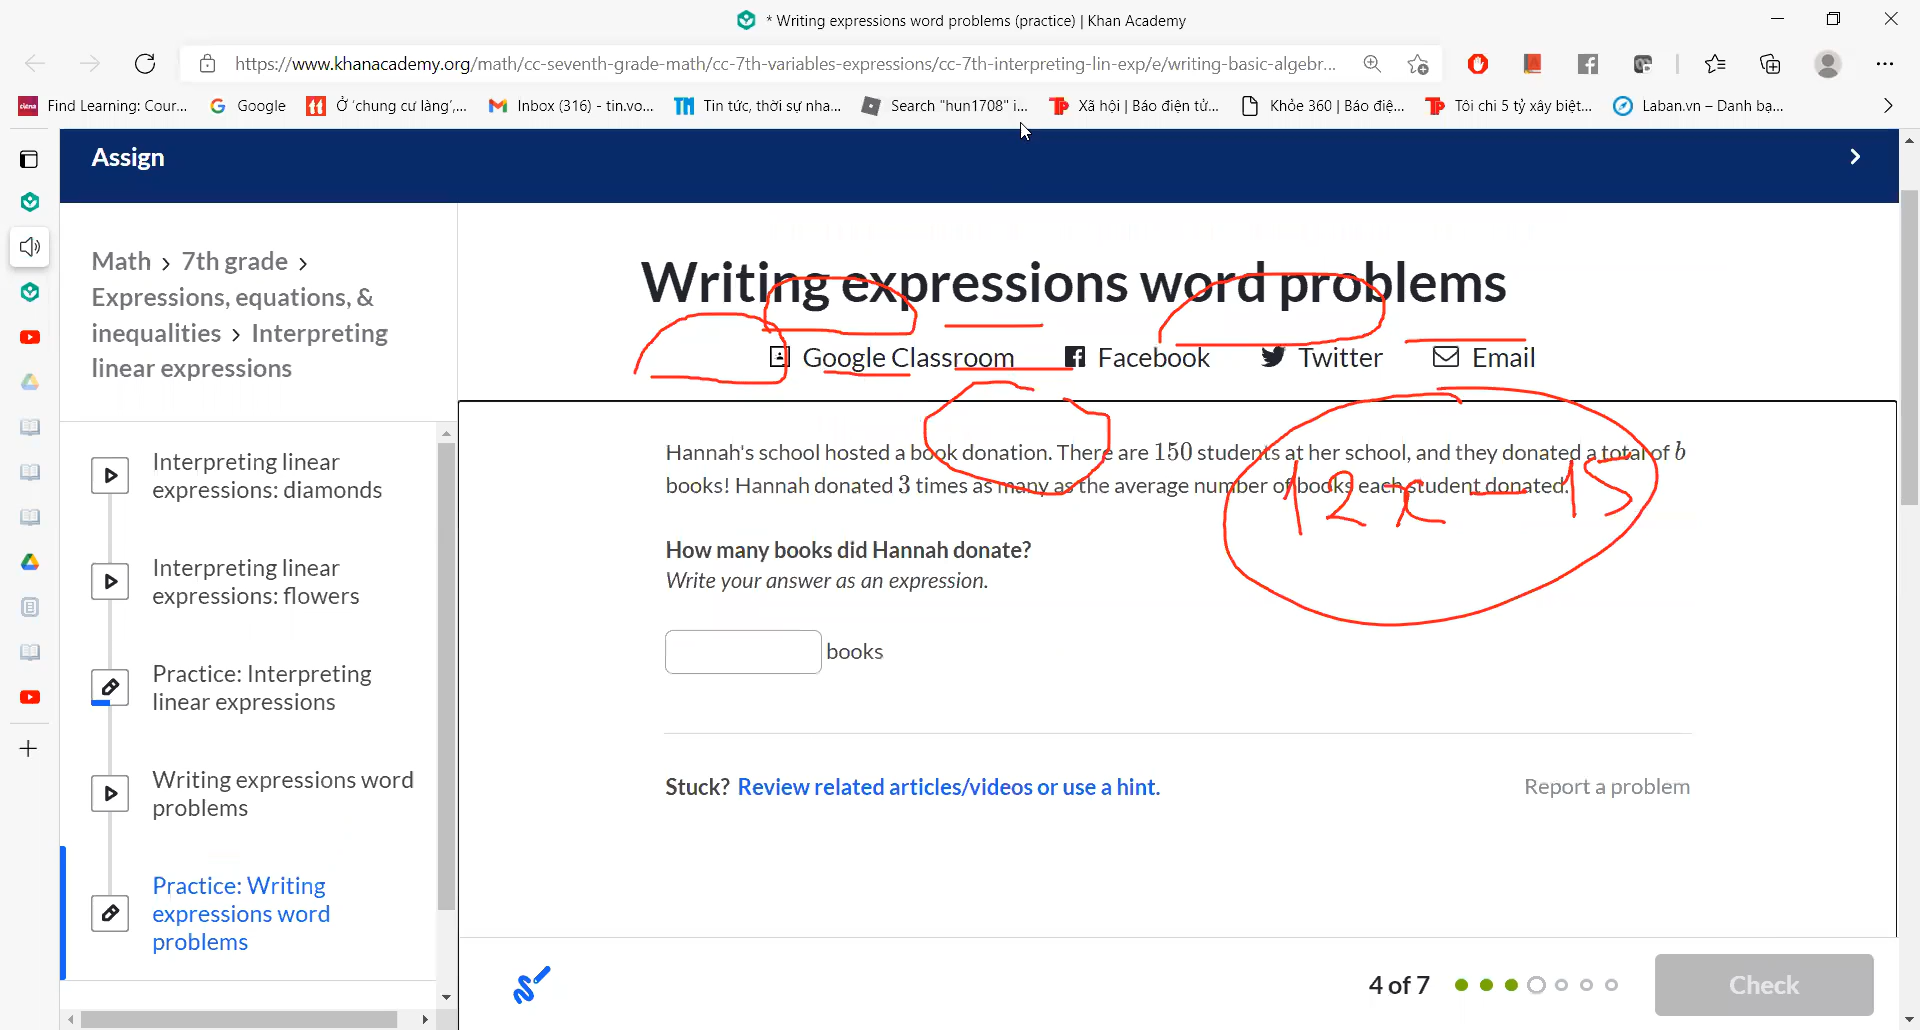 * Writing expressions word problems (practice) | Khan Academy
https://www.khanacademy.org/math/cc-seventh-grade-math/cc-7th-variables-expressions/cc-7th-interpreting-lin-exp/e/writing-basic-algebr...
Find Learning: Cour...
Google
Ở 'chung cư làng',...
Inbox (316) - tin.vo...
Tin tức, thời sự nha...
Search "hun1708" i...
Xã hội | Báo điện tử...
Khỏe 360 | Báo điệ...
Tôi chi 5 tỷ xây biệt...
Laban.vn – Danh bạ...
Assign
Math > 7th grade >
Expressions, equations, &
inequalities > Interpreting
linear expressions
Interpreting linear
expressions: diamonds
Interpreting linear
expressions: flowers
Practice: Interpreting
linear expressions
Writing expressions word
problems
Practice: Writing
expressions word
problems
Writing expressions word problems
Google Classroom
Facebook
Twitter
Email
Hannah's school hosted a book donation. There are 150 students at her school, and they donated a total of b
books! Hannah donated 3 times as many as the average number of books each student donated.
12x - 15
How many books did Hannah donate?
Write your answer as an expression.
books
Stuck? Review related articles/videos or use a hint.
Report a problem
4 of 7
Check